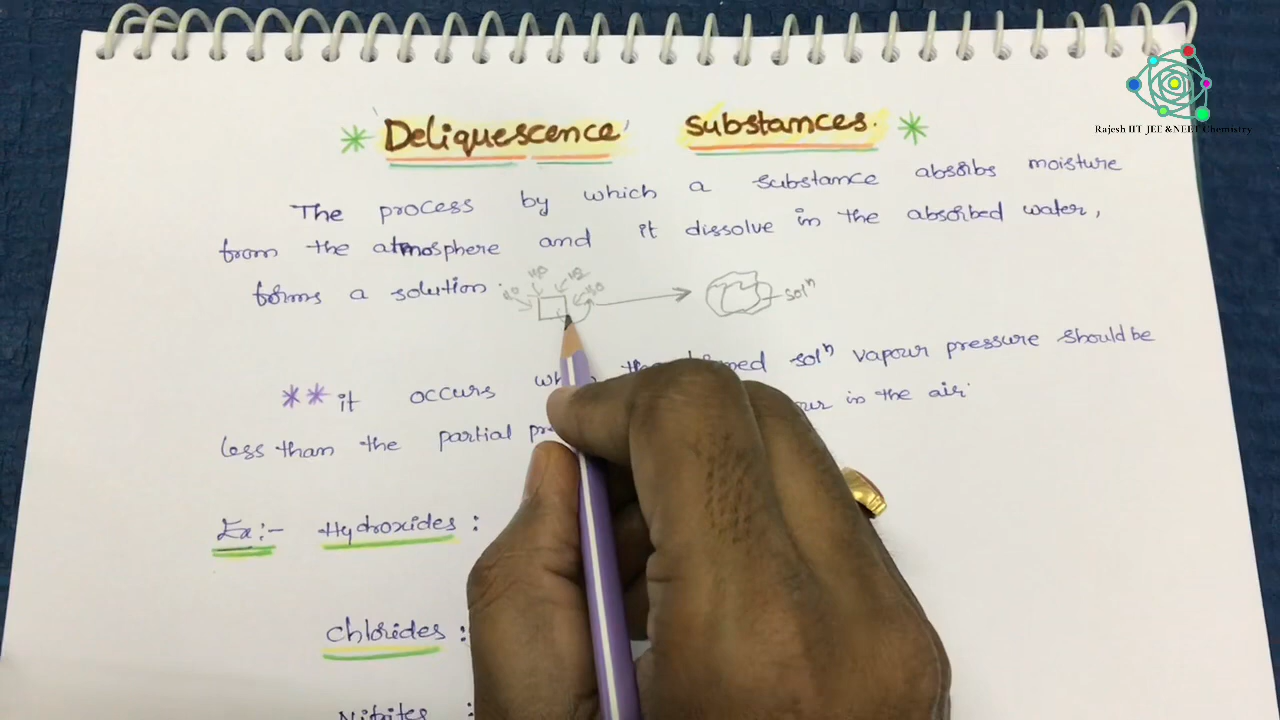 Rajesh IIT JEE &NEET Chemistry
* Deliquescence substances. *
The process by which a substance absorbs moisture
from the atmosphere and it dissolve in the absorbed water,
forms a solution.
H2O
solⁿ
** it occurs formed solⁿ vapour pressure should be
less than the partial in the air
Ex:- Hydroxides :
Chlorides :